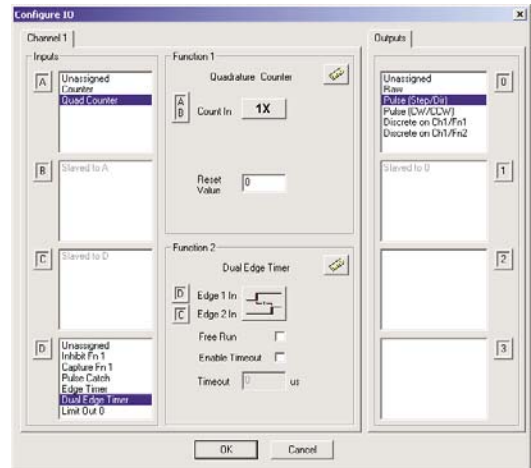 Configure IO
Channel 1
Inputs
A
Unassigned
Counter
Quad Counter
B
Slaved to A
C
Slaved to D
D
Unassigned
Inhibit Fn 1
Capture Fn 1
Pulse Catch
Edge Timer
Dual Edge Timer
Limit Out 0
Function 1
Quadrature Counter
A
B
Count In
1X
Reset
Value
0
Function 2
Dual Edge Timer
D
Edge 1 In
C
Edge 2 In
Free Run
Enable Timeout
Timeout
0
us
Outputs
Unassigned
Raw
Pulse (Step/Dir)
Pulse (CW/CCW)
Discrete on Ch1/Fn1
Discrete on Ch1/Fn2
0
Slaved to 0
1
2
3
OK
Cancel